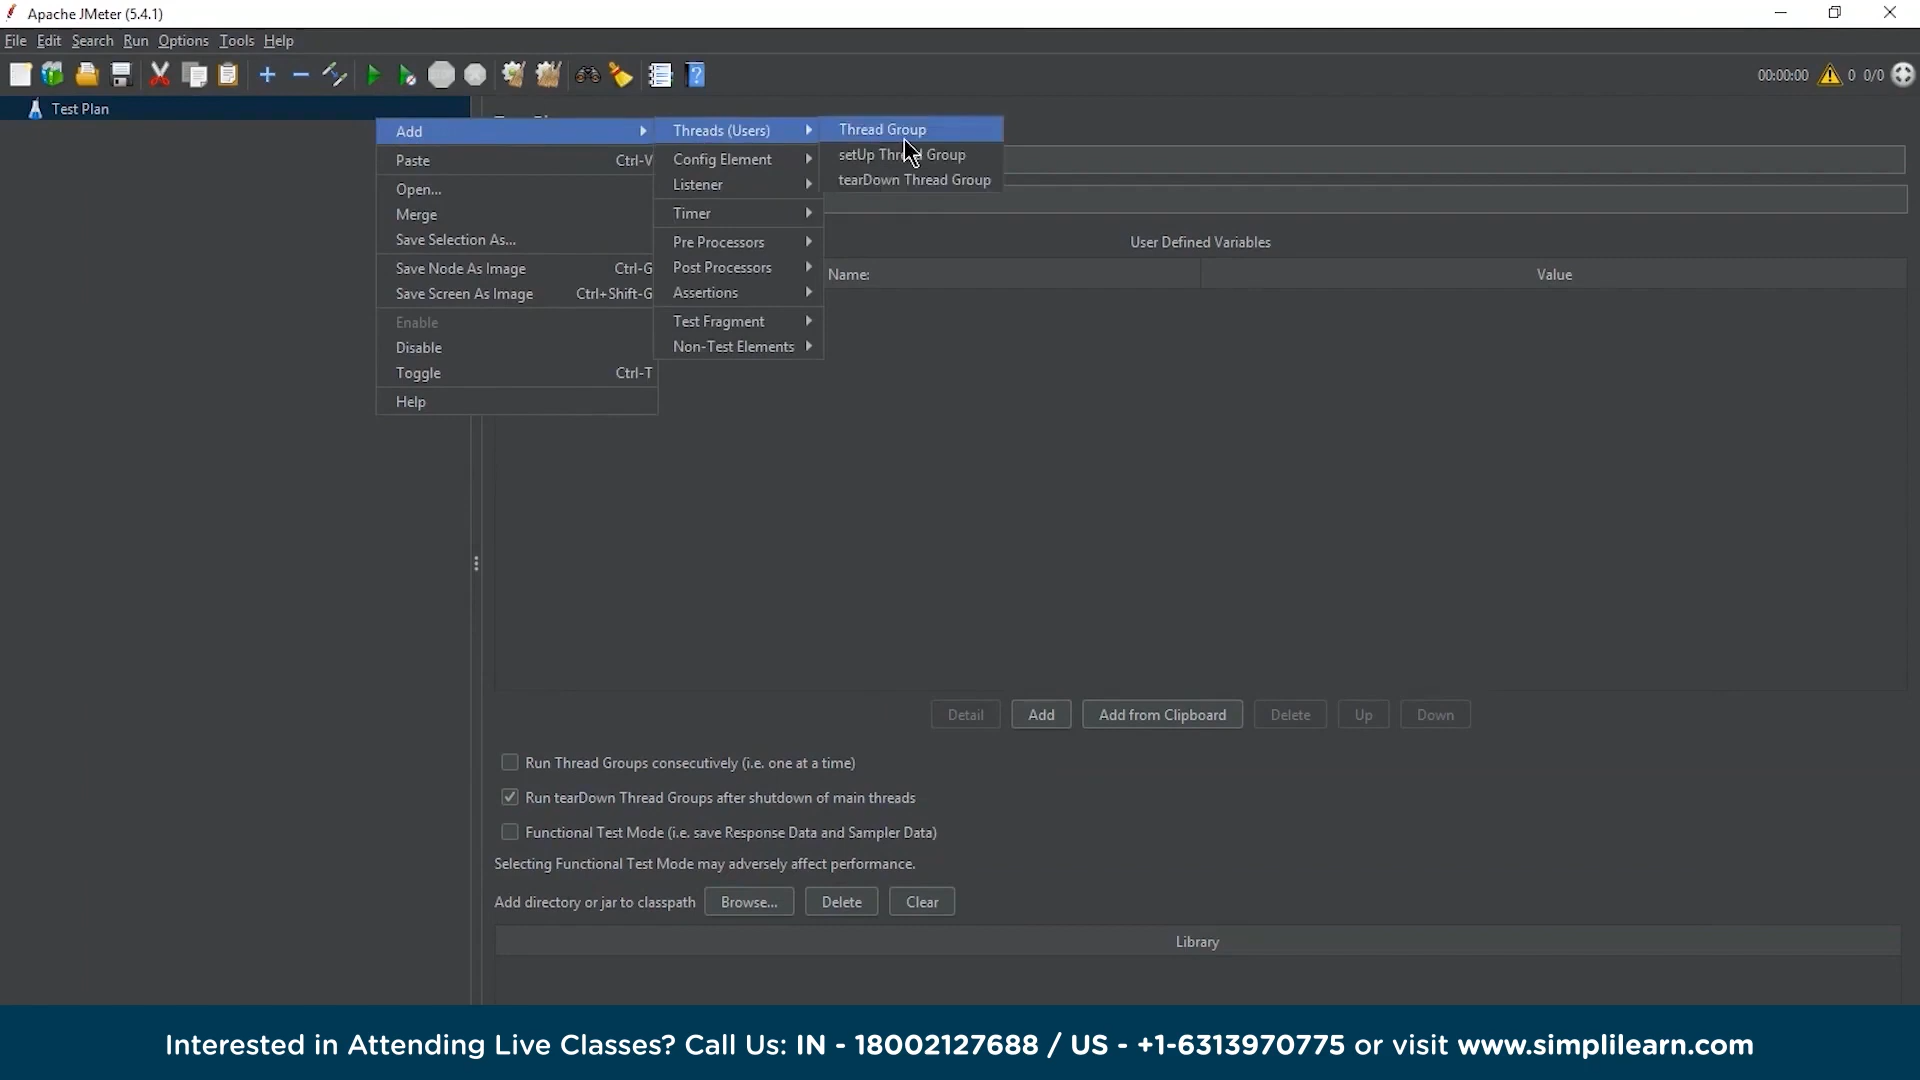 Apache JMeter (5.4.1)
File Edit Search Run Options Tools Help
00:00:00 0 0/0
Test Plan
Add
Paste Ctrl-V
Open...
Merge
Save Selection As...
Save Node As Image Ctrl-G
Save Screen As Image Ctrl+Shift-G
Enable
Disable
Toggle Ctrl-T
Help
Threads (Users)
Config Element
Listener
Timer
Pre Processors
Post Processors
Assertions
Test Fragment
Non-Test Elements
Thread Group
setUp Thread Group
tearDown Thread Group
User Defined Variables
Name: Value
Detail Add Add from Clipboard Delete Up Down
Run Thread Groups consecutively (i.e. one at a time)
Run tearDown Thread Groups after shutdown of main threads
Functional Test Mode (i.e. save Response Data and Sampler Data)
Selecting Functional Test Mode may adversely affect performance.
Add directory or jar to classpath Browse... Delete Clear
Library
Interested in Attending Live Classes? Call Us: IN - 18002127688 / US - +1-6313970775 or visit www.simplilearn.com